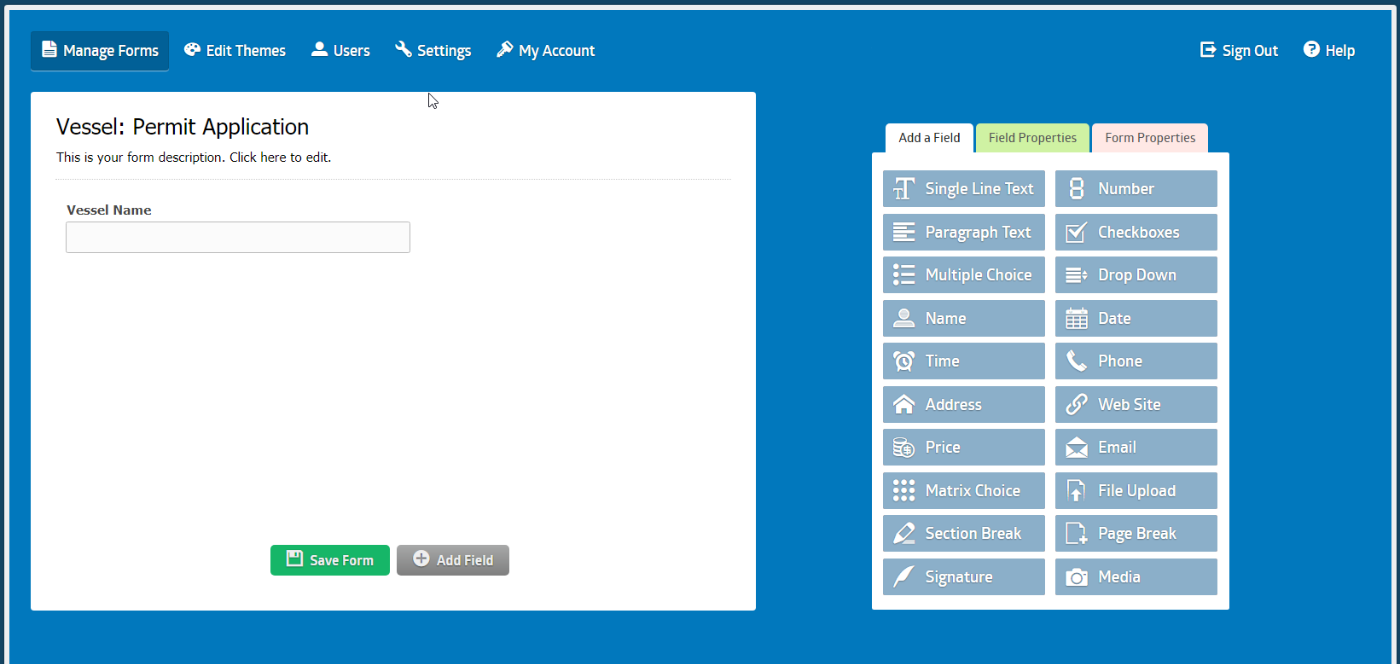 Manage Forms Edit Themes Users Settings My Account Sign Out Help
Vessel: Permit Application
This is your form description. Click here to edit.
Vessel Name
Save Form Add Field
Add a Field Field Properties Form Properties
Single Line Text Number
Paragraph Text Checkboxes
Multiple Choice Drop Down
Name Date
Time Phone
Address Web Site
Price Email
Matrix Choice File Upload
Section Break Page Break
Signature Media